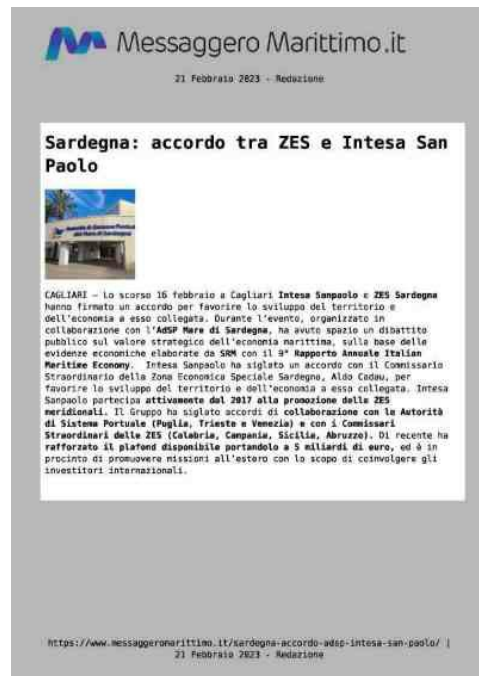 Messaggero Marittimo.it
21 Febbraio 2023 - Redazione
Sardegna: accordo tra ZES e Intesa San
Paolo
CAGLIARI – Lo scorso 16 febbraio a Cagliari Intesa Sanpaolo e ZES Sardegna
hanno firmato un accordo per favorire lo sviluppo del territorio e
dell'economia a esso collegata. Durante l'evento, organizzato in
collaborazione con l'AdSP Mare di Sardegna, ha avuto spazio un dibattito
pubblico sul valore strategico dell'economia marittima, sulla base delle
evidenze economiche elaborate da SRM con il 9° Rapporto Annuale Italian
Maritime Economy. Intesa Sanpaolo ha siglato un accordo con il Commissario
Straordinario della Zona Economica Speciale Sardegna, Aldo Cadau, per
favorire lo sviluppo del territorio e dell'economia a esso collegata. Intesa
Sanpaolo partecipa attivamente dal 2017 alla promozione delle ZES
meridionali. Il Gruppo ha siglato accordi di collaborazione con le Autorità
di Sistema Portuale (Puglia, Trieste e Venezia) e con i Commissari
Straordinari delle ZES (Calabria, Campania, Sicilia, Abruzzo). Di recente ha
rafforzato il plafond disponibile portandolo a 5 miliardi di euro, ed è in
procinto di promuovere missioni all'estero con lo scopo di coinvolgere gli
investitori internazionali.
https://www.messaggeromarittimo.it/sardegna-accordo-adsp-intesa-san-paolo/ |
21 Febbraio 2023 - Redazione